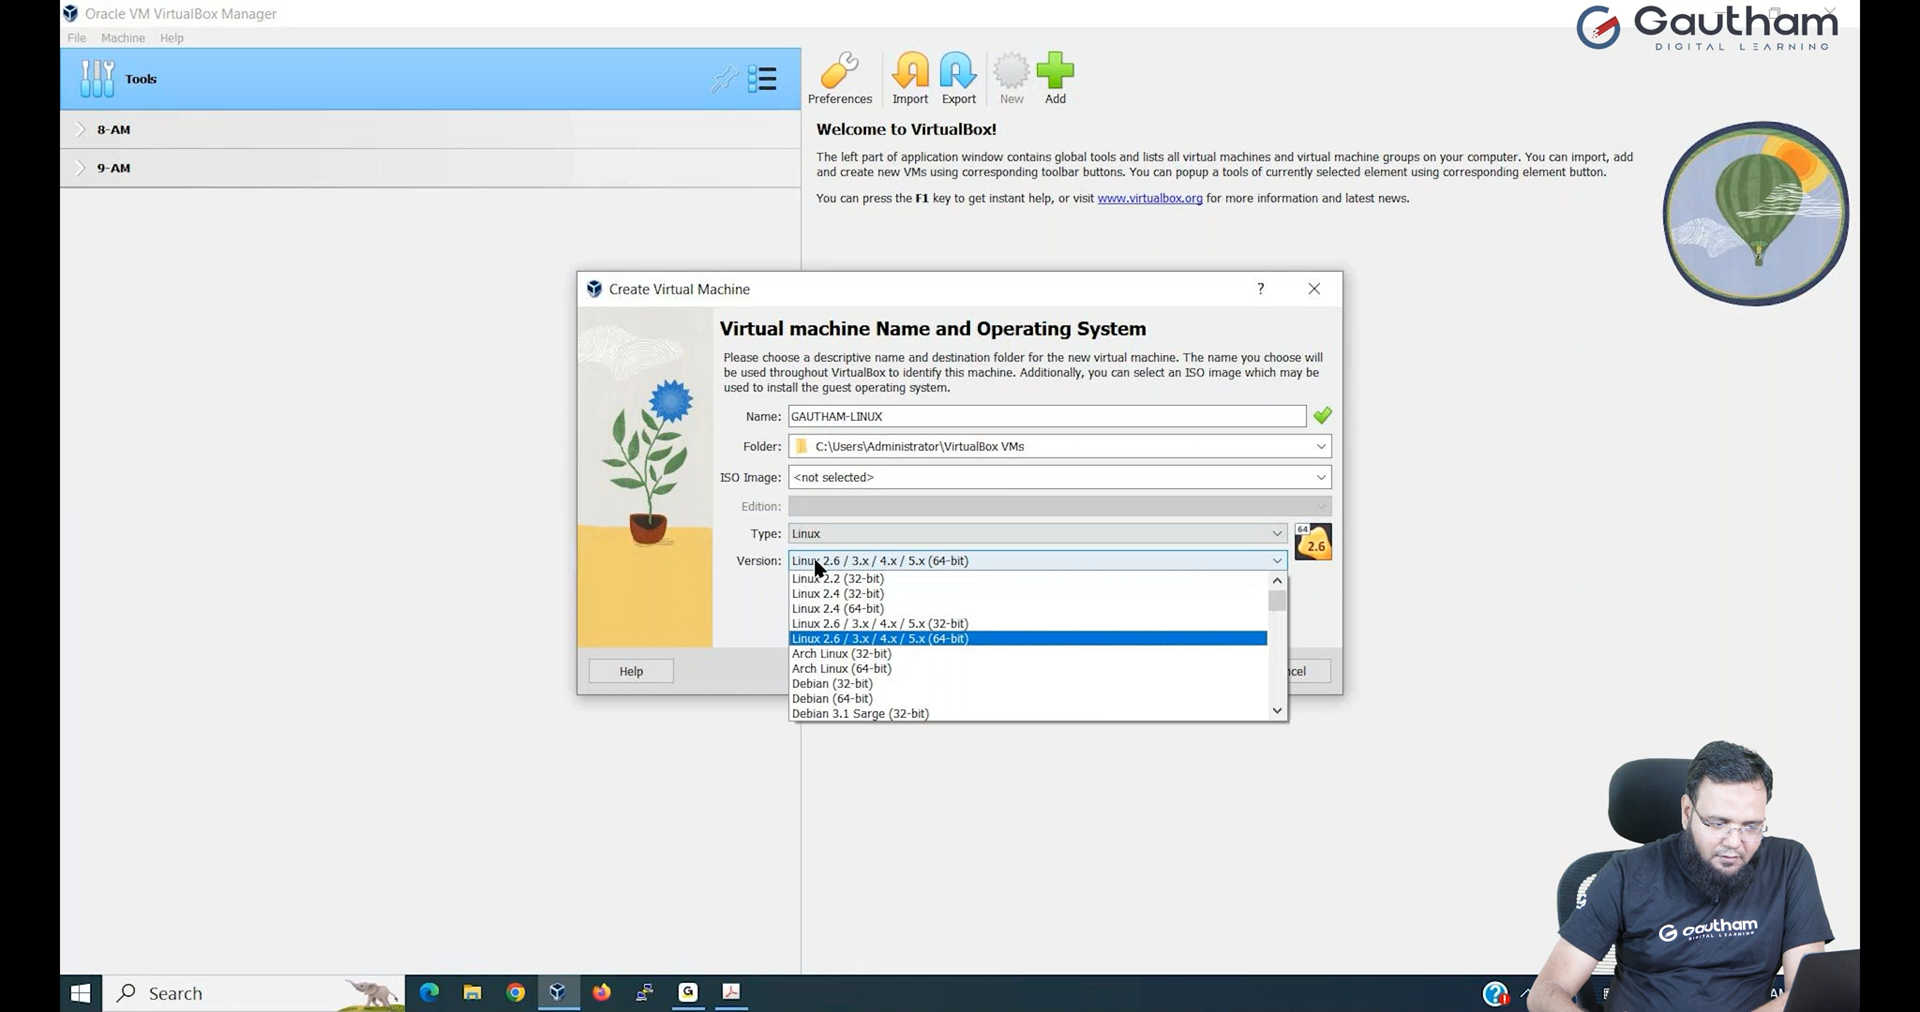 Oracle VM VirtualBox Manager
Gautham
DIGITAL LEARNING
File Machine Help
Tools
Preferences Import Export New Add
8-AM
9-AM
Welcome to VirtualBox!
The left part of application window contains global tools and lists all virtual machines and virtual machine groups on your computer. You can import, add
and create new VMs using corresponding toolbar buttons. You can popup a tools of currently selected element using corresponding element button.
You can press the F1 key to get instant help, or visit www.virtualbox.org for more information and latest news.
Create Virtual Machine
?
Virtual machine Name and Operating System
Please choose a descriptive name and destination folder for the new virtual machine. The name you choose will
be used throughout VirtualBox to identify this machine. Additionally, you can select an ISO image which may be
used to install the guest operating system.
Name: GAUTHAM-LINUX
Folder: C:\Users\Administrator\VirtualBox VMs
ISO Image: <not selected>
Edition:
Type: Linux
64
2.6
Version: Linux 2.6 / 3.x / 4.x / 5.x (64-bit)
Linux 2.2 (32-bit)
Linux 2.4 (32-bit)
Linux 2.4 (64-bit)
Linux 2.6 / 3.x / 4.x / 5.x (32-bit)
Linux 2.6 / 3.x / 4.x / 5.x (64-bit)
Arch Linux (32-bit)
Arch Linux (64-bit)
Debian (32-bit)
Debian (64-bit)
Debian 3.1 Sarge (32-bit)
Help
cel
Gautham
DIGITAL LEARNING
Search